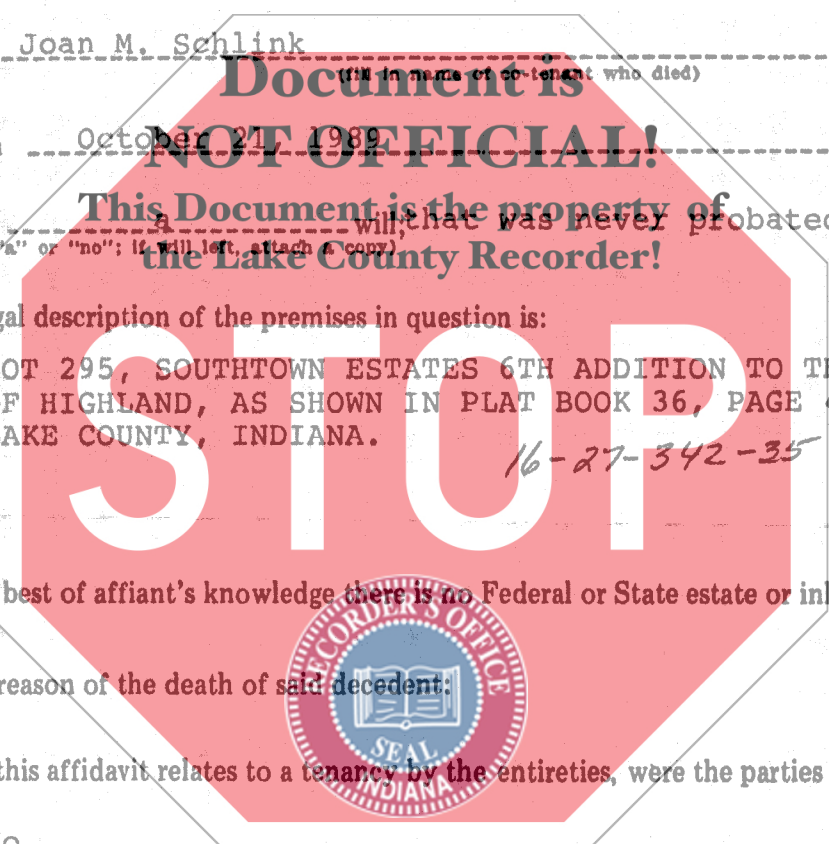 Joan M. Schlink
(fill in name of co-tenant who died)
Document is
October 21, 1989
NOT OFFICIAL!
This Document is the property of
a will, that was never probated
"a" or "no"; if will left, attach a copy)
the Lake County Recorder!
gal description of the premises in question is:
STOP
OT 295, SOUTHTOWN ESTATES 6TH ADDITION TO TH
F HIGHLAND, AS SHOWN IN PLAT BOOK 36, PAGE
AKE COUNTY, INDIANA.
16-27-342-35
best of affiant's knowledge there is no Federal or State estate or inh
RECORDER'S OFFICE
reason of the death of said decedent:
SEAL
INDIANA
this affidavit relates to a tenancy by the entireties, were the parties